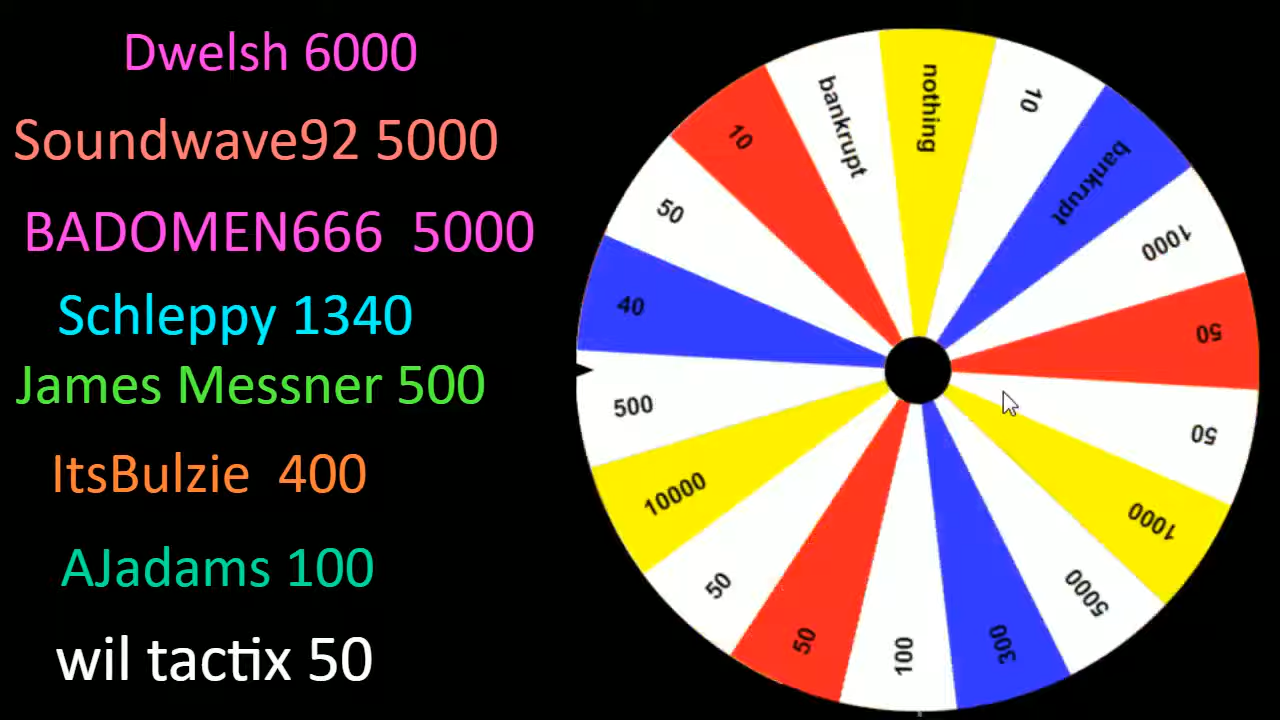 Dwelsh 6000
Soundwave92 5000
BADOMEN666 5000
Schleppy 1340
James Messner 500
ItsBulzie 400
AJadams 100
wil tactix 50
nothing
10
bankrupt
1000
50
50
1000
5000
300
100
50
50
10000
500
40
50
10
bankrupt